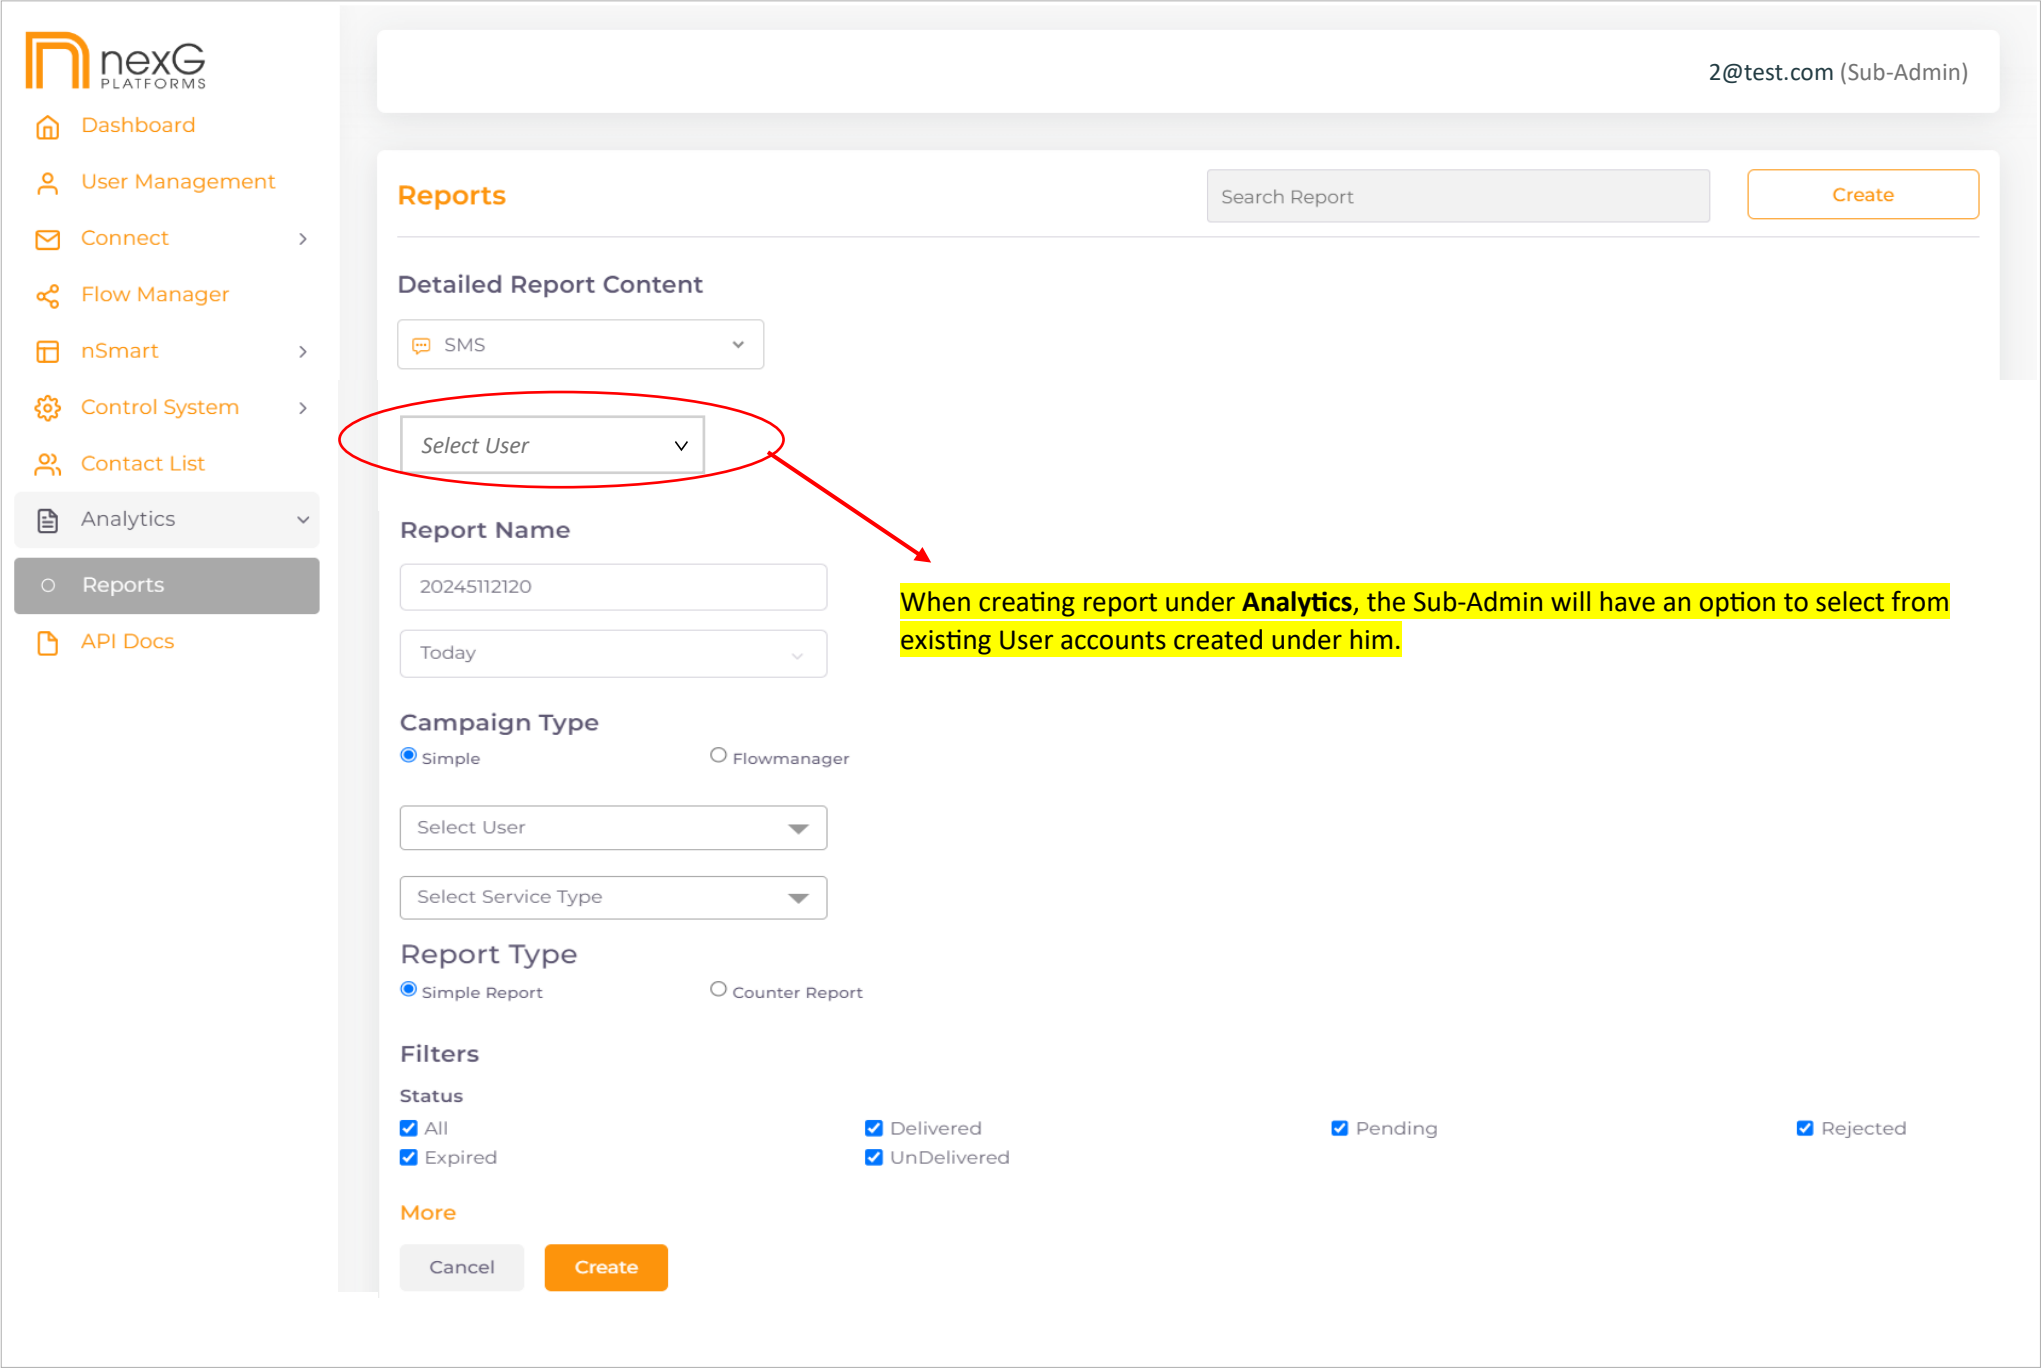 nexG
PLATFORMS
2@test.com (Sub-Admin)
Dashboard
User Management
Connect
Flow Manager
nSmart
Control System
Contact List
Analytics
Reports
API Docs
Reports
Search Report
Create
Detailed Report Content
SMS
Select User
Report Name
20245112120
Today
When creating report under Analytics, the Sub-Admin will have an option to select from
existing User accounts created under him.
Campaign Type
Simple
Flowmanager
Select User
Select Service Type
Report Type
Simple Report
Counter Report
Filters
Status
All
Delivered
Pending
Rejected
Expired
UnDelivered
More
Cancel
Create